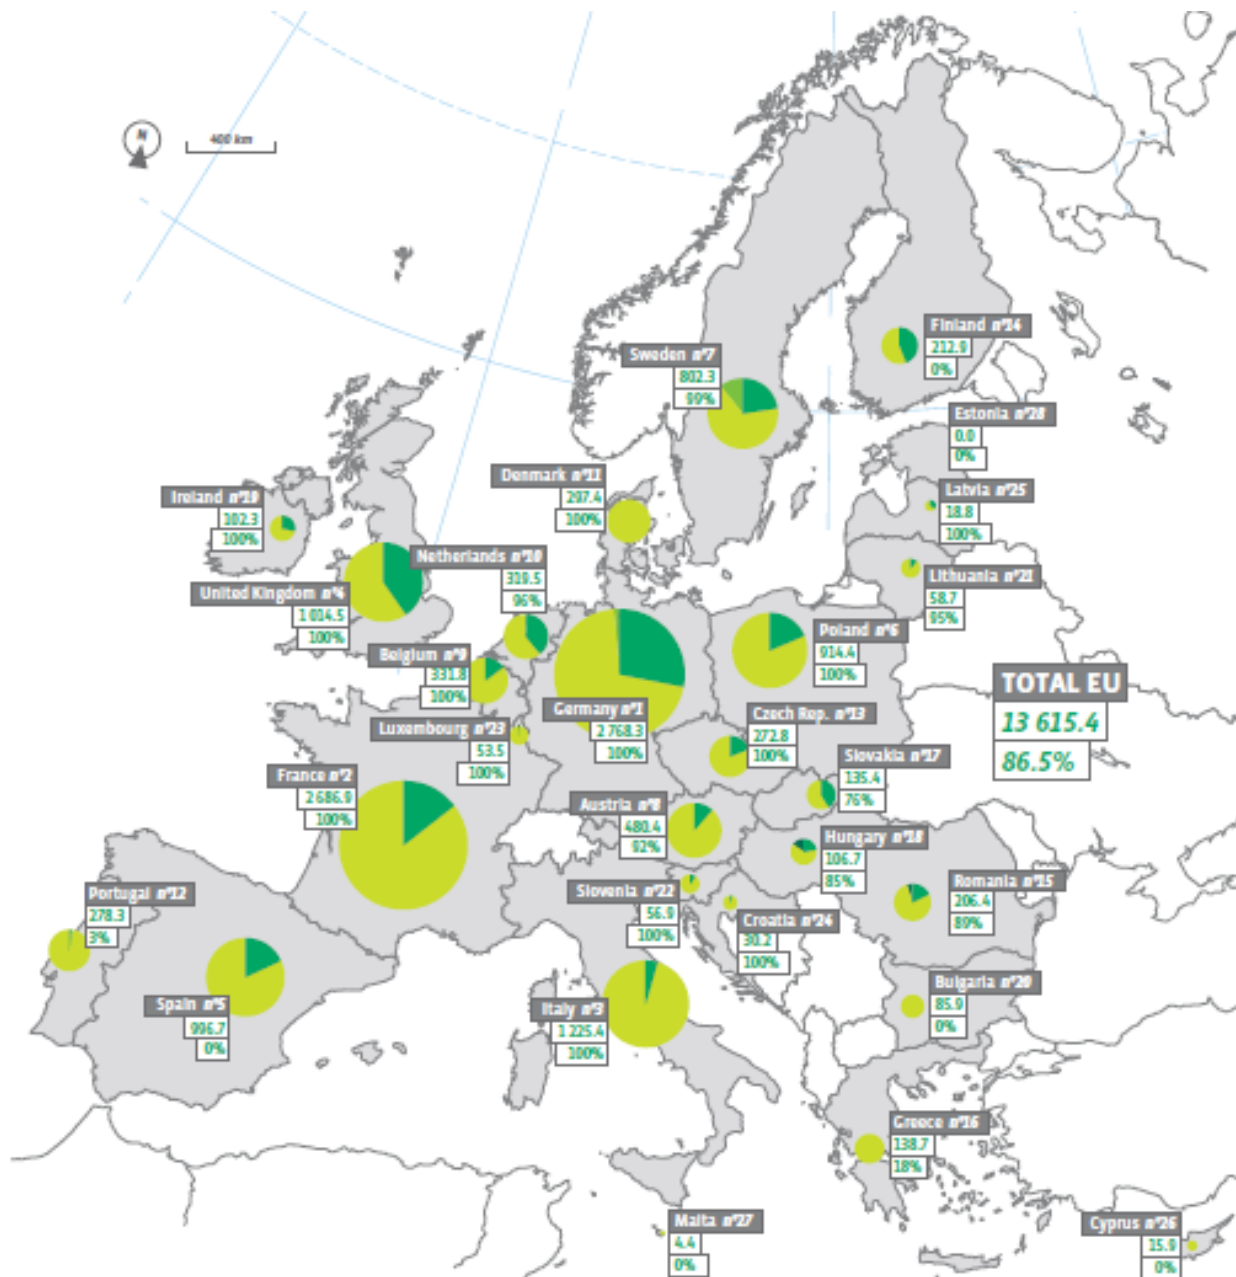 N
400 km
Finland n°14
212.9
0%
Sweden n°7
802.3
99%
Estonia n°28
0.0
0%
Denmark n°11
297.4
100%
Latvia n°25
18.8
100%
Ireland n°19
102.3
100%
Netherlands n°10
319.5
96%
Lithuania n°21
58.7
95%
United Kingdom n°4
1 014.5
100%
Poland n°6
914.4
100%
Belgium n°9
331.8
100%
TOTAL EU
13 615.4
86.5%
Germany n°1
2 768.3
100%
Czech Rep. n°13
272.8
100%
Luxembourg n°23
53.5
100%
Slovakia n°17
135.4
76%
France n°2
2 686.9
100%
Austria n°8
480.4
92%
Hungary n°18
106.7
85%
Romania n°15
206.4
89%
Portugal n°12
278.3
3%
Slovenia n°22
56.9
100%
Croatia n°24
30.2
100%
Bulgaria n°20
85.9
0%
Spain n°5
996.7
0%
Italy n°3
1 225.4
100%
Greece n°16
138.7
18%
Malta n°27
4.4
0%
Cyprus n°26
15.9
0%